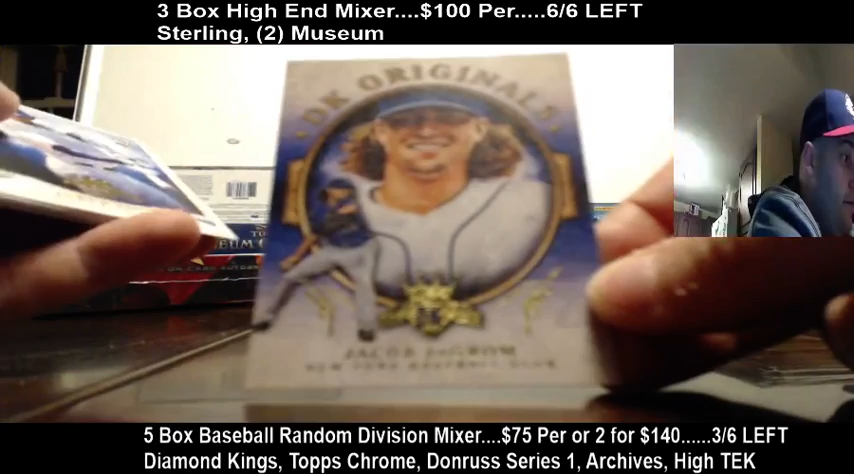 3 Box High End Mixer....$100 Per.....6/6 LEFT
Sterling, (2) Museum
DK ORIGINALS
JACOB DEGROM
NEW YORK BASEBALL CLUB
5 Box Baseball Random Division Mixer....$75 Per or 2 for $140......3/6 LEFT
Diamond Kings, Topps Chrome, Donruss Series 1, Archives, High TEK